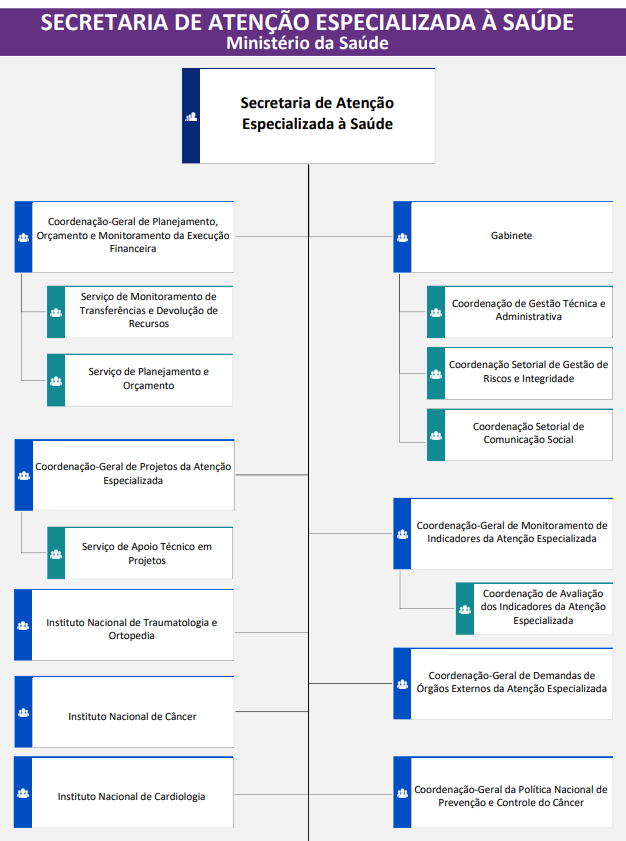 SECRETARIA DE ATENÇÃO ESPECIALIZADA À SAÚDE
Ministério da Saúde
Secretaria de Atenção
Especializada à Saúde
Coordenação-Geral de Planejamento,
Orçamento e Monitoramento da Execução
Financeira
Serviço de Monitoramento de
Transferências e Devolução de
Recursos
Serviço de Planejamento e
Orçamento
Coordenação-Geral de Projetos da Atenção
Especializada
Serviço de Apoio Técnico em
Projetos
Instituto Nacional de Traumatologia e
Ortopedia
Instituto Nacional de Câncer
Instituto Nacional de Cardiologia
Gabinete
Coordenação de Gestão Técnica e
Administrativa
Coordenação Setorial de Gestão de
Riscos e Integridade
Coordenação Setorial de
Comunicação Social
Coordenação-Geral de Monitoramento de
Indicadores da Atenção Especializada
Coordenação de Avaliação
dos Indicadores da Atenção
Especializada
Coordenação-Geral de Demandas de
Órgãos Externos da Atenção Especializada
Coordenação-Geral da Política Nacional de
Prevenção e Controle do Câncer